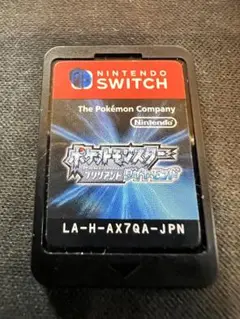 NINTENDO
SWITCH
The Pokémon Company
Nintendo
ポケットモンスター
ブリリアントダイヤモンド
LA-H-AX7QA-JPN